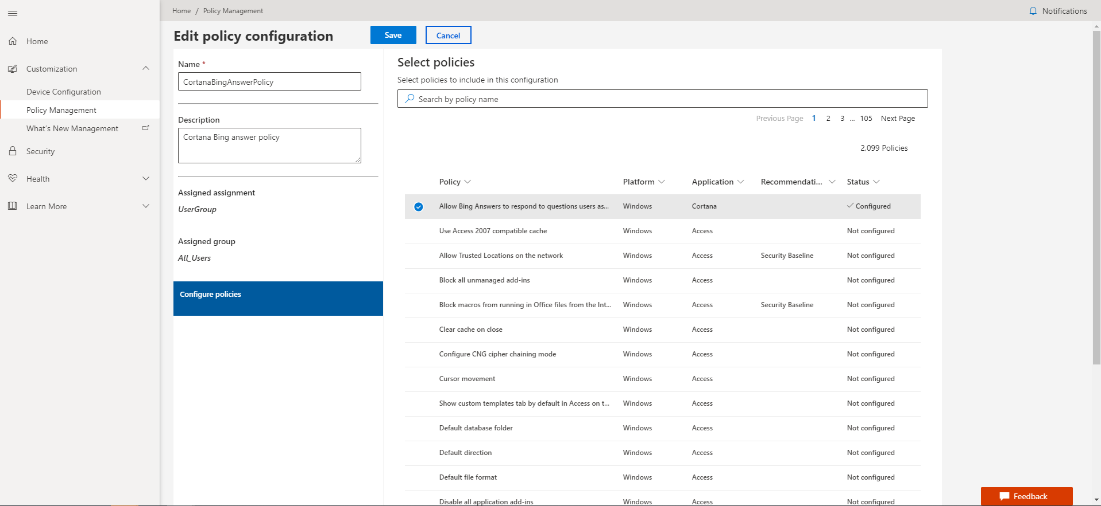 Home / Policy Management
Notifications
Home
Customization
Device Configuration
Policy Management
What's New Management
Security
Health
Learn More
Edit policy configuration
Save
Cancel
Name *
CortanaBingAnswerPolicy
Description
Cortana Bing answer policy
Assigned assignment
UserGroup
Assigned group
All_Users
Configure policies
Select policies
Select policies to include in this configuration
Search by policy name
Previous Page 1 2 3 ... 105 Next Page
2,099 Policies
Policy Platform Application Recommendati... Status
Allow Bing Answers to respond to questions users as... Windows Cortana Configured
Use Access 2007 compatible cache Windows Access Not configured
Allow Trusted Locations on the network Windows Access Security Baseline Not configured
Block all unmanaged add-ins Windows Access Not configured
Block macros from running in Office files from the Int... Windows Access Security Baseline Not configured
Clear cache on close Windows Access Not configured
Configure CNG cipher chaining mode Windows Access Not configured
Cursor movement Windows Access Not configured
Show custom templates tab by default in Access on t... Windows Access Not configured
Default database folder Windows Access Not configured
Default direction Windows Access Not configured
Default file format Windows Access Not configured
Disable all application add-ins Windows Access Not configured
Feedback